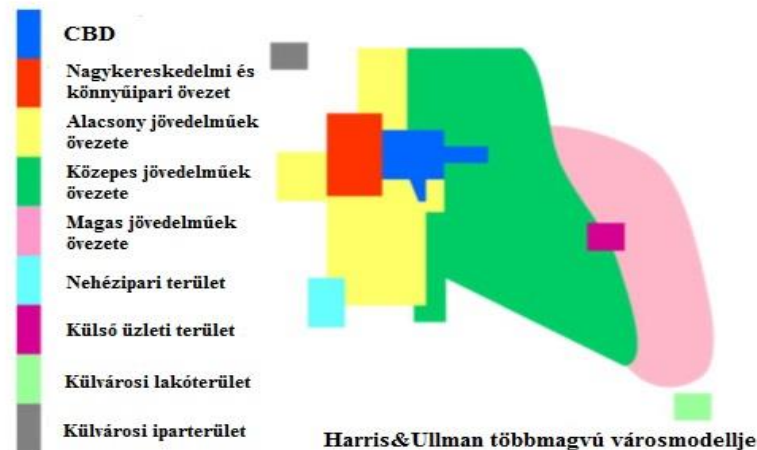 CBD
Nagykereskedelmi és
könnyűipari övezet
Alacsony jövedelműek
övezete
Közepes jövedelműek
övezete
Magas jövedelműek
övezete
Nehézipari terület
Külső üzleti terület
Külvárosi lakóterület
Külvárosi iparterület
Harris&Ullman többmagvú városmodellje